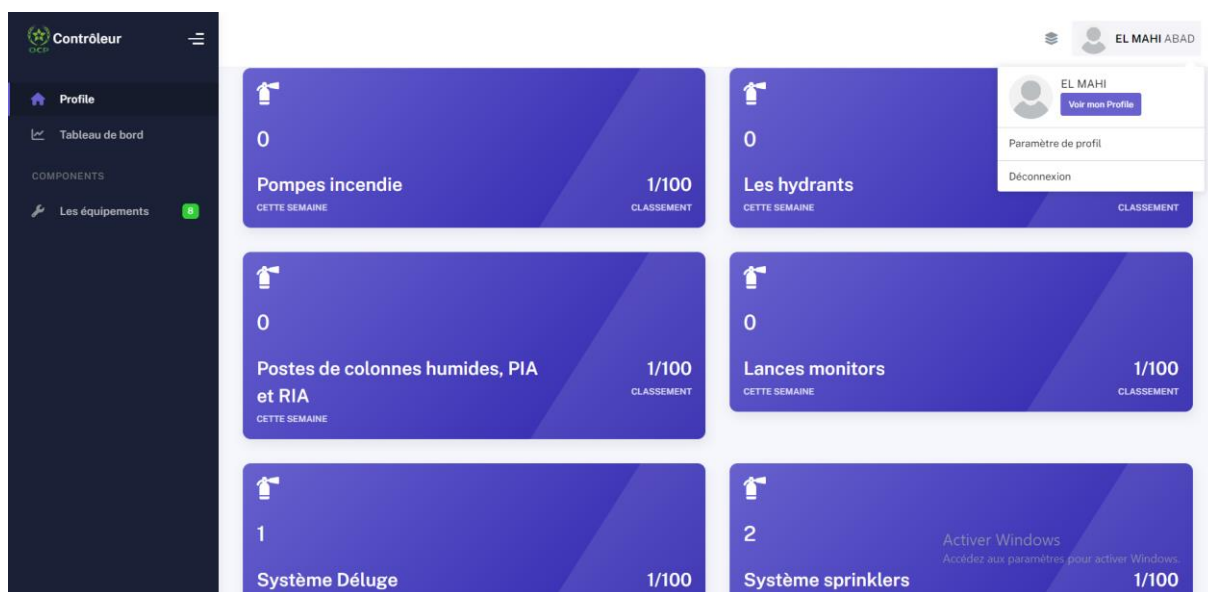 Contrôleur
OCP
EL MAHI ABAD
Profile
Tableau de bord
COMPONENTS
Les équipements 8
EL MAHI
Voir mon Profile
Paramètre de profil
Déconnexion
0
Pompes incendie 1/100
CETTE SEMAINE CLASSEMENT
0
Les hydrants
CETTE SEMAINE CLASSEMENT
0
Postes de colonnes humides, PIA 1/100
et RIA CLASSEMENT
CETTE SEMAINE
0
Lances monitors 1/100
CETTE SEMAINE CLASSEMENT
1
Système Déluge 1/100
2
Système sprinklers 1/100
Activer Windows
Accédez aux paramètres pour activer Windows.